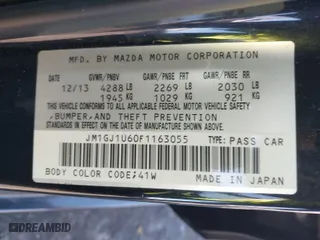 MFD. BY MAZDA MOTOR CORPORATION
GVWR/PNBV GAWR/PNBE FR GAWR/PNBE RR
12/13 4288 LB 2269 LB 2030 LB
1945 KG 1029 KG 921 KG
THIS VEHICLE CONFORMS TO ALL APPLICABLE FEDERAL MOTOR VEHICLE SAFETY
,BUMPER,AND THEFT PREVENTION
STANDARDS IN EFFECT ON THE DATE OF MANUFACTURE SHOWN ABOVE.
JM1GJ1U60F1163055 TYPE:PASS CAR
BODY COLOR CODE:41W
MADE IN JAPAN